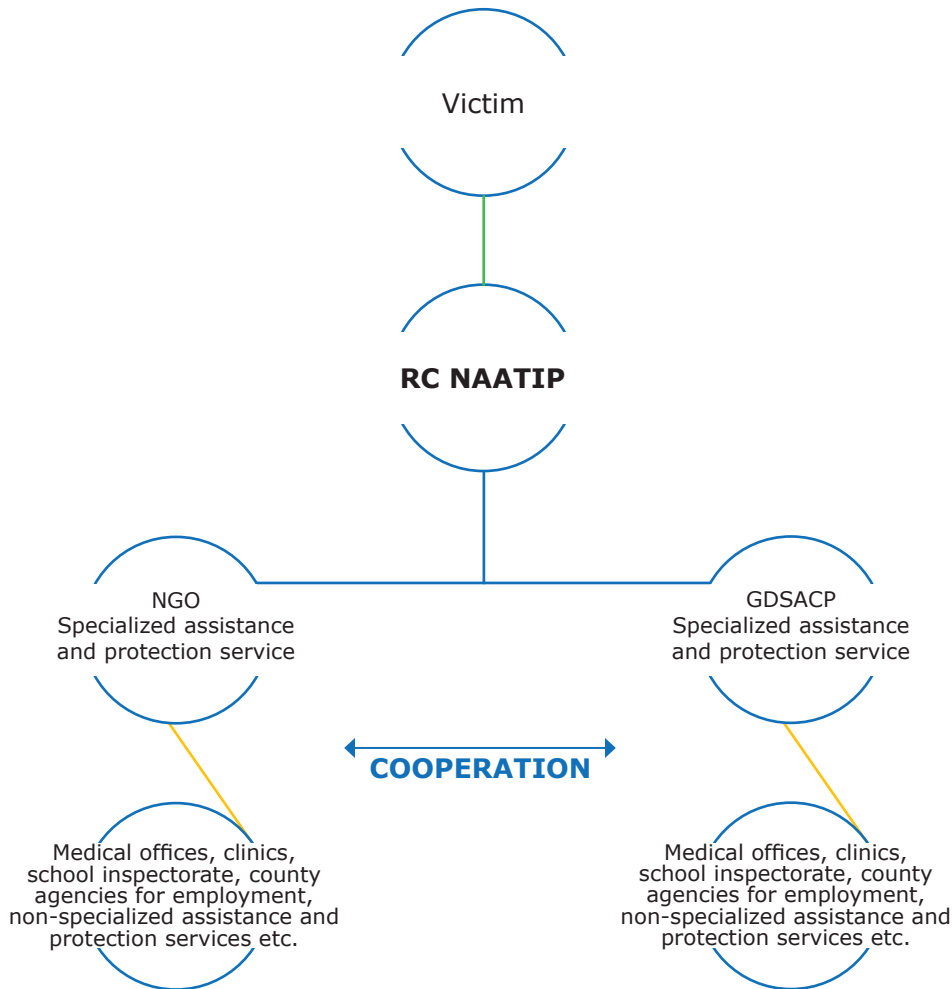 Victim
RC NAATIP
NGO
Specialized assistance
and protection service
GDSACP
Specialized assistance
and protection service
COOPERATION
Medical offices, clinics,
school inspectorate, county
agencies for employment,
non-specialized assistance and
protection services etc.
Medical offices, clinics,
school inspectorate, county
agencies for employment,
non-specialized assistance and
protection services etc.